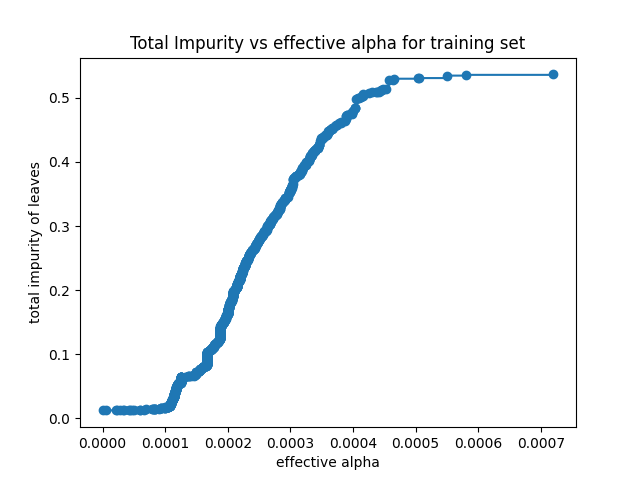 Total Impurity vs effective alpha for training set
total impurity of leaves
0.5
0.4
0.3
0.2
0.1
0.0
0.0000 0.0001 0.0002 0.0003 0.0004 0.0005 0.0006 0.0007
effective alpha